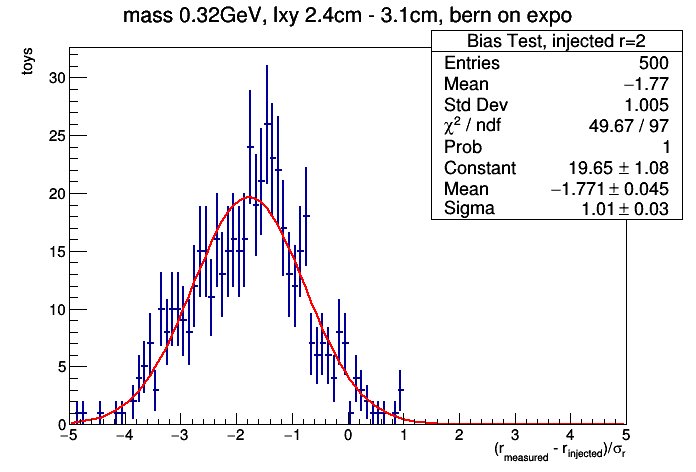 mass 0.32GeV, lxy 2.4cm - 3.1cm, bern on expo
Bias Test, injected r=2
Entries 500
Mean −1.77
Std Dev 1.005
χ² / ndf 49.67 / 97
Prob 1
Constant 19.65 ± 1.08
Mean −1.771 ± 0.045
Sigma 1.01 ± 0.03
toys
30
25
20
15
10
5
0
−5 −4 −3 −2 −1 0 1 2 3 4 5
(r_measured - r_injected)/σ_r